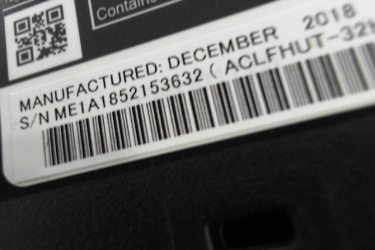 Contains
MANUFACTURED: DECEMBER 2018
S/N ME1A1852153632 ( ACLFHUT-32